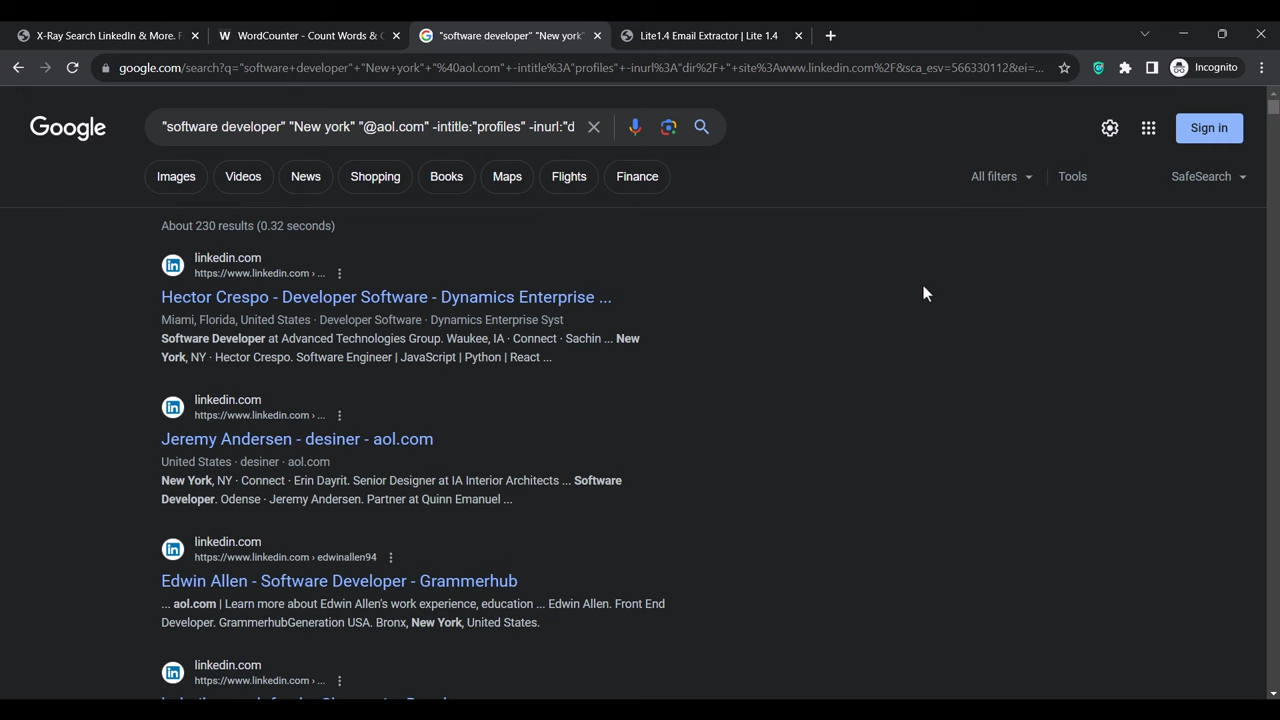 X-Ray Search LinkedIn & More. F
WordCounter - Count Words & C
"software developer" "New york"
Lite1.4 Email Extractor | Lite 1.4
google.com/search?q="software+developer"+"New+york"+"%40aol.com"+-intitle%3A"profiles"+-inurl%3A"dir%2F+"+site%3Awww.linkedin.com%2F&sca_esv=566330112&ei=...
Incognito
Google
"software developer" "New york" "@aol.com" -intitle:"profiles" -inurl:"d
Sign in
Images
Videos
News
Shopping
Books
Maps
Flights
Finance
All filters
Tools
SafeSearch
About 230 results (0.32 seconds)
linkedin.com
https://www.linkedin.com › ...
Hector Crespo - Developer Software - Dynamics Enterprise ...
Miami, Florida, United States · Developer Software · Dynamics Enterprise Syst
Software Developer at Advanced Technologies Group. Waukee, IA · Connect · Sachin ... New
York, NY · Hector Crespo. Software Engineer | JavaScript | Python | React ...
linkedin.com
https://www.linkedin.com › ...
Jeremy Andersen - desiner - aol.com
United States · desiner · aol.com
New York, NY · Connect · Erin Dayrit. Senior Designer at IA Interior Architects ... Software
Developer. Odense · Jeremy Andersen. Partner at Quinn Emanuel ...
linkedin.com
https://www.linkedin.com › edwinallen94
Edwin Allen - Software Developer - Grammerhub
... aol.com | Learn more about Edwin Allen's work experience, education ... Edwin Allen. Front End
Developer. GrammerhubGeneration USA. Bronx, New York, United States.
linkedin.com
https://www.linkedin.com › ...